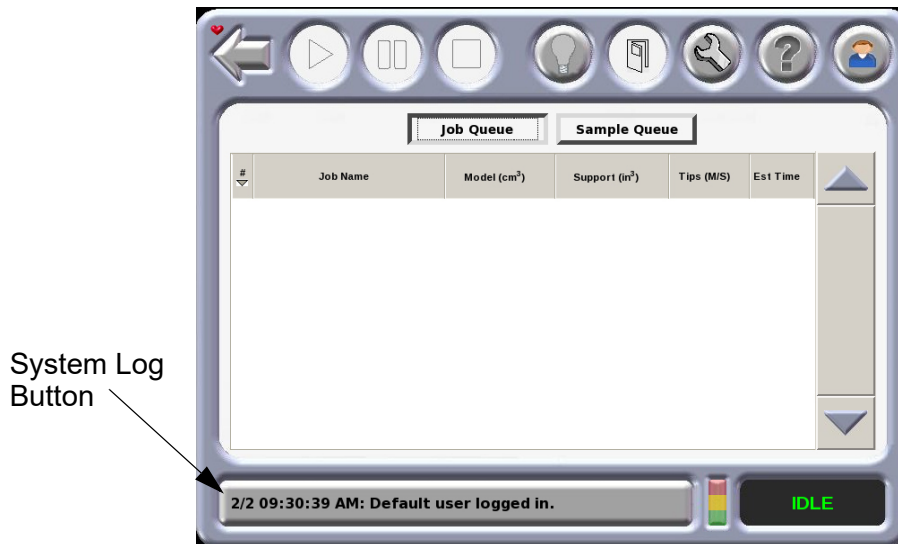 Job Queue Sample Queue
# Job Name Model (cm³) Support (in³) Tips (M/S) Est Time
System Log
Button
2/2 09:30:39 AM: Default user logged in. IDLE